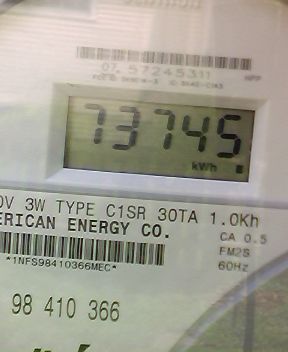 07. 57245311
73745
kWh
0V 3W TYPE C1SR 30TA 1.0Kh
ERICAN ENERGY CO.
CA 0.5
FM2S
*1NFS98410366MEC*
60Hz
98 410 366